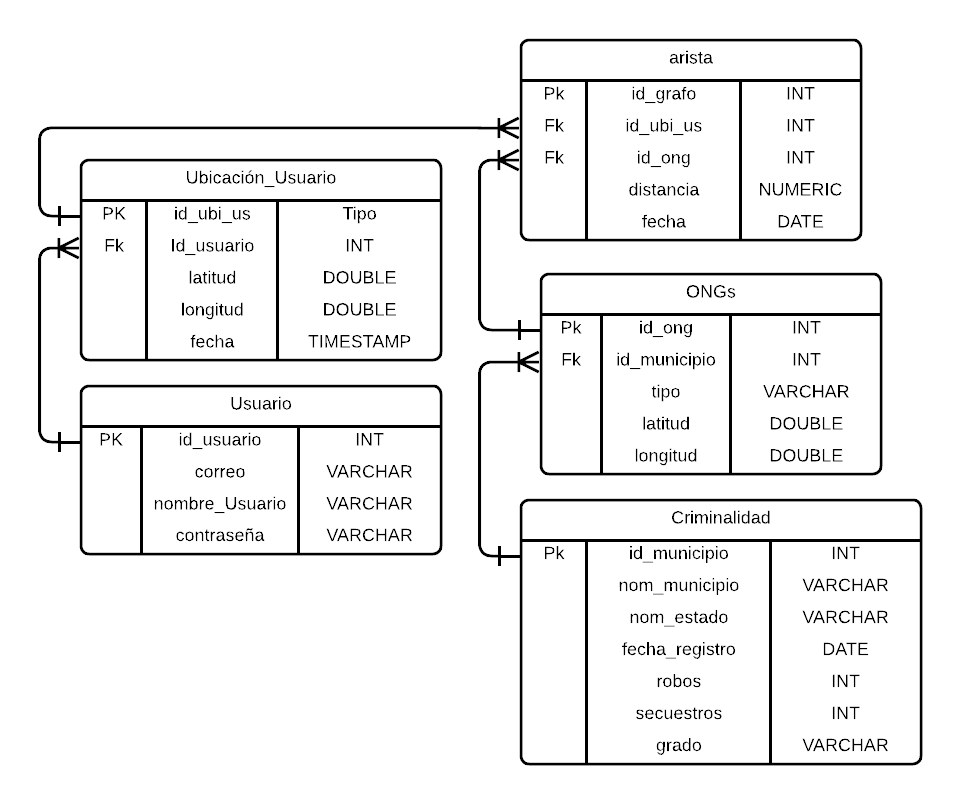 arista
Pk id_grafo INT
Fk id_ubi_us INT
Fk id_ong INT
distancia NUMERIC
fecha DATE
Ubicación_Usuario
PK id_ubi_us Tipo
Fk Id_usuario INT
latitud DOUBLE
longitud DOUBLE
fecha TIMESTAMP
ONGs
Pk id_ong INT
Fk id_municipio INT
tipo VARCHAR
latitud DOUBLE
longitud DOUBLE
Usuario
PK id_usuario INT
correo VARCHAR
nombre_Usuario VARCHAR
contraseña VARCHAR
Criminalidad
Pk id_municipio INT
nom_municipio VARCHAR
nom_estado VARCHAR
fecha_registro DATE
robos INT
secuestros INT
grado VARCHAR